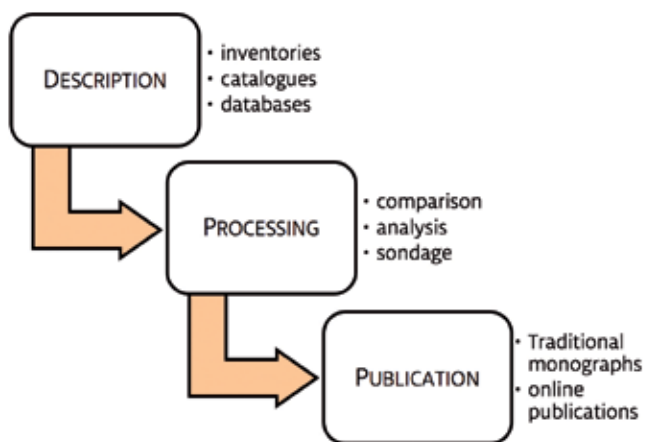 DESCRIPTION
• inventories
• catalogues
• databases
PROCESSING
• comparison
• analysis
• sondage
PUBLICATION
• Traditional
monographs
• online
publications